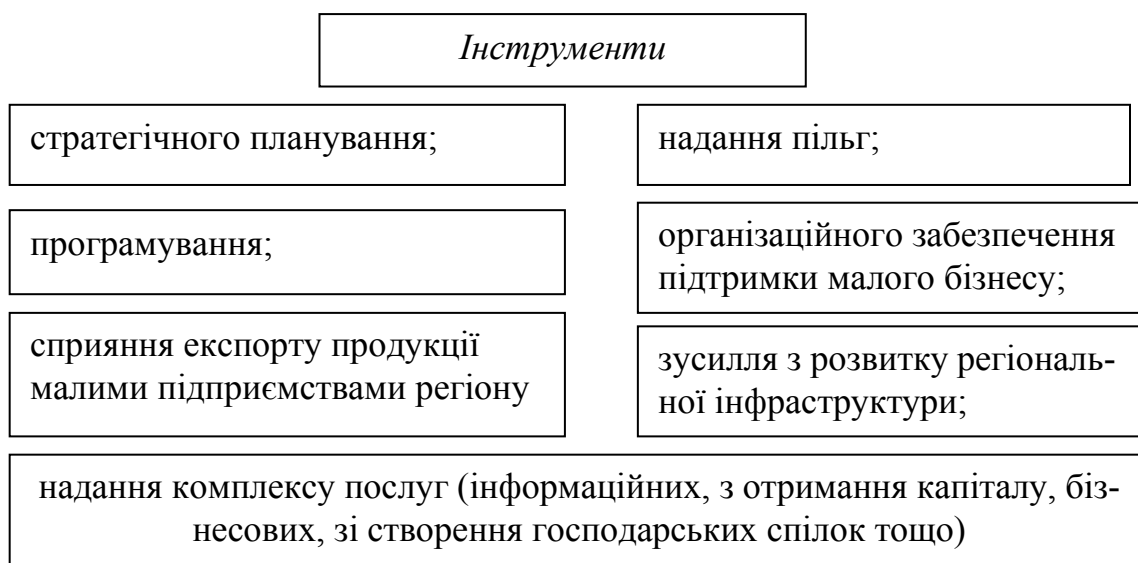 Інструменти
стратегічного планування;
надання пільг;
програмування;
організаційного забезпечення
підтримки малого бізнесу;
сприяння експорту продукції
малими підприємствами регіону
зусилля з розвитку регіональ-
ної інфраструктури;
надання комплексу послуг (інформаційних, з отримання капіталу, біз-
несових, зі створення господарських спілок тощо)